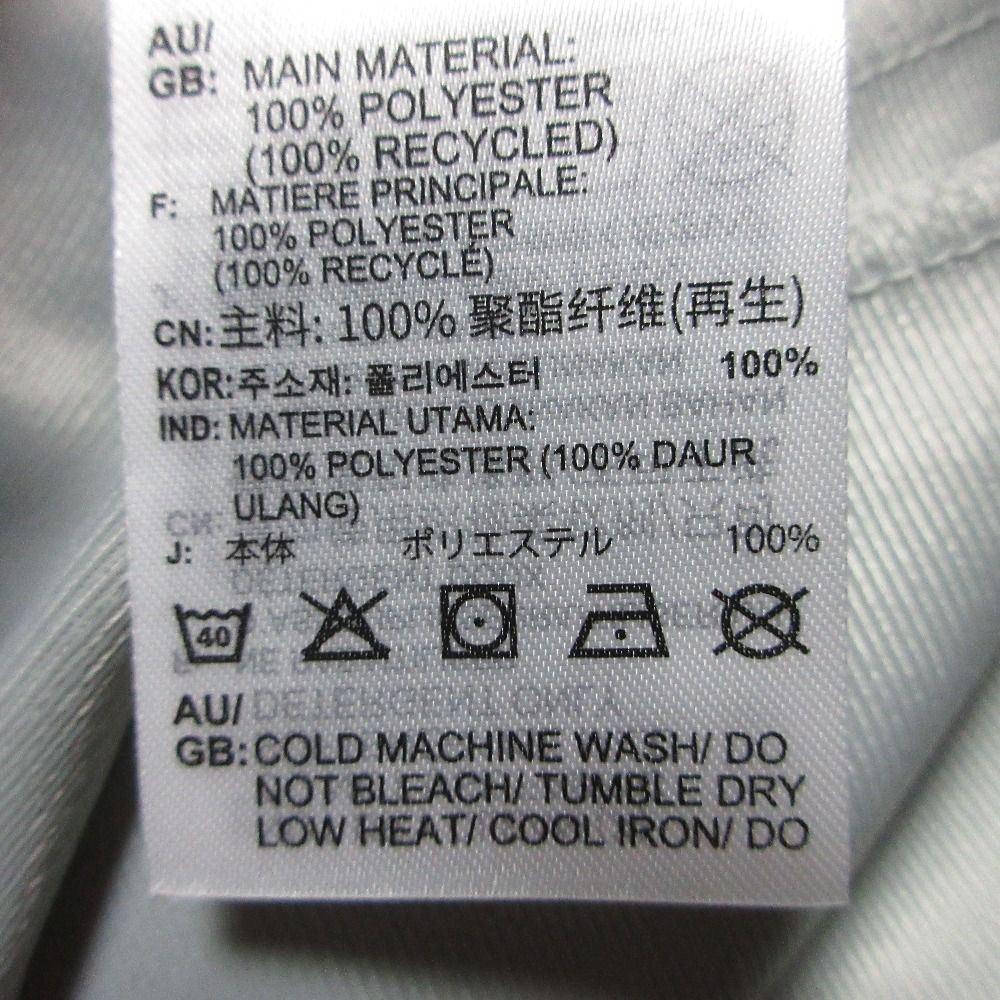 AU/
GB: MAIN MATERIAL:
100% POLYESTER
(100% RECYCLED)
F: MATIERE PRINCIPALE:
100% POLYESTER
(100% RECYCLÉ)
CN: 主料: 100% 聚酯纤维(再生)
KOR: 주소재: 폴리에스터 100%
IND: MATERIAL UTAMA:
100% POLYESTER (100% DAUR
ULANG)
J: 本体 ポリエステル 100%
40
AU/
GB: COLD MACHINE WASH/ DO
NOT BLEACH/ TUMBLE DRY
LOW HEAT/ COOL IRON/ DO